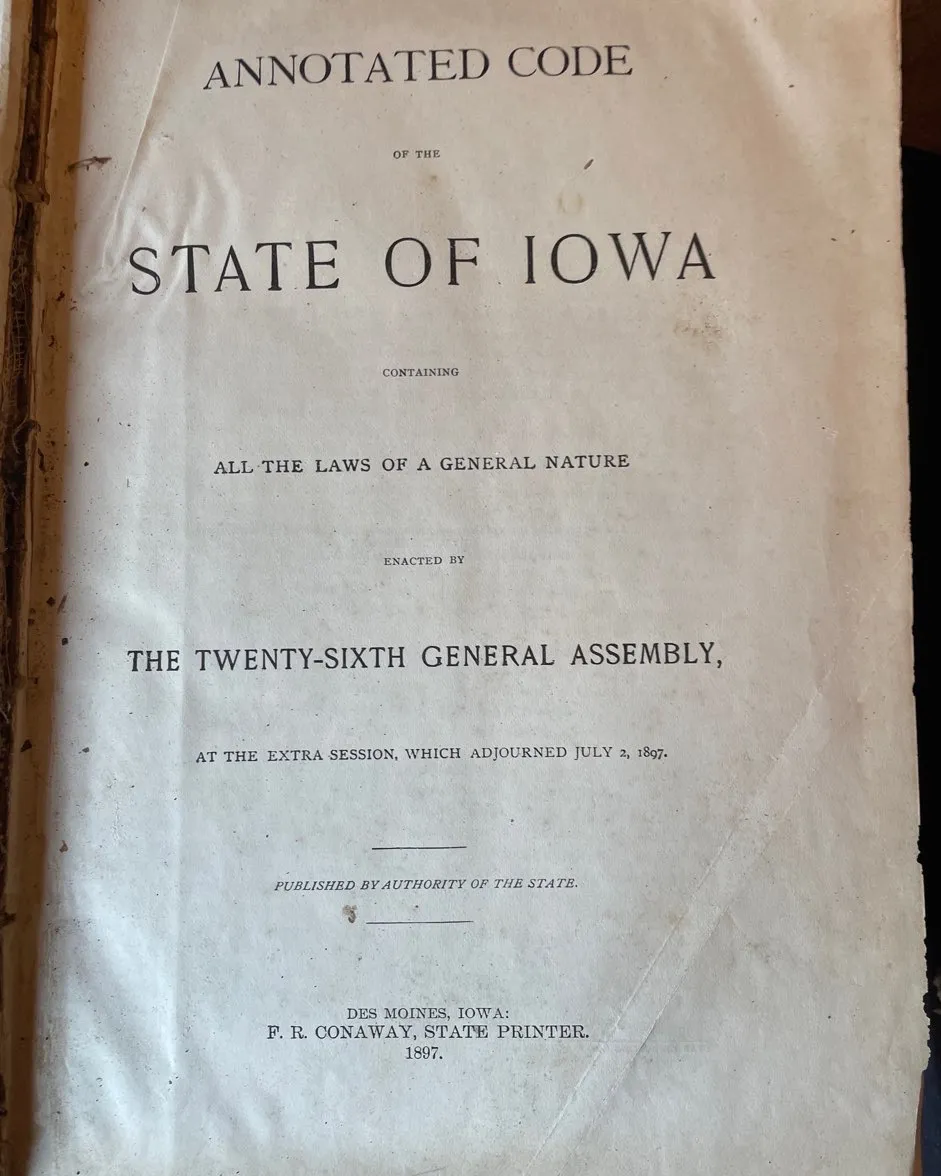 ANNOTATED CODE
OF THE
STATE OF IOWA
CONTAINING
ALL THE LAWS OF A GENERAL NATURE
ENACTED BY
THE TWENTY-SIXTH GENERAL ASSEMBLY,
AT THE EXTRA SESSION, WHICH ADJOURNED JULY 2, 1897.
PUBLISHED BY AUTHORITY OF THE STATE.
DES MOINES, IOWA:
F. R. CONAWAY, STATE PRINTER.
1897.